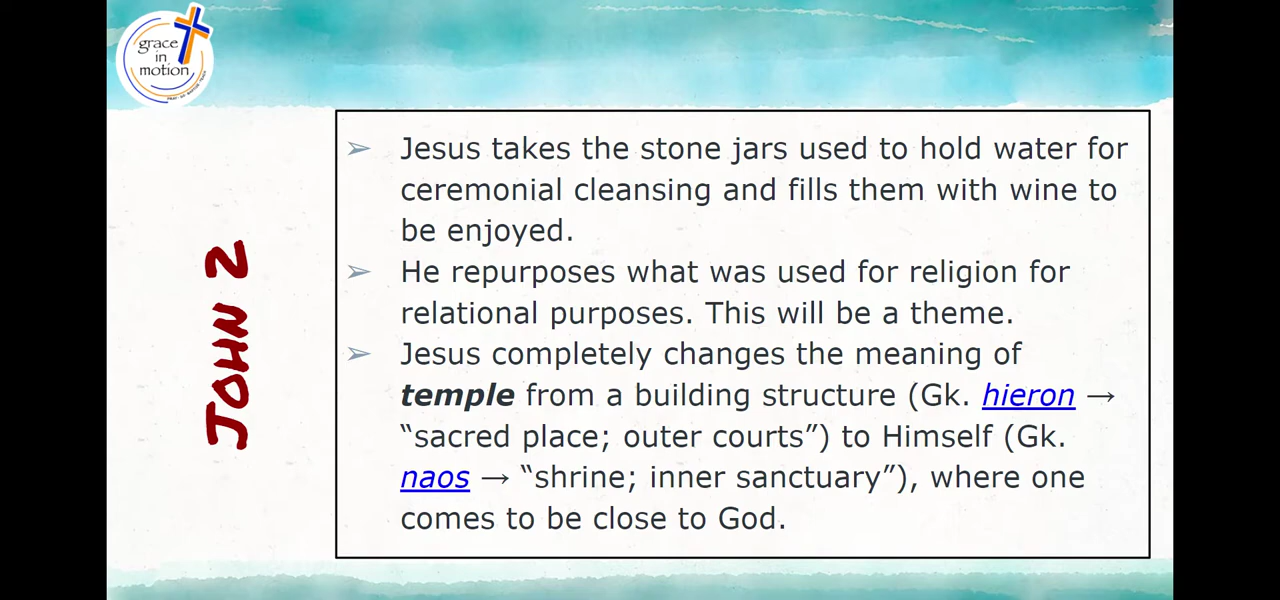 grace
in
motion
JOHN 2
➢ Jesus takes the stone jars used to hold water for
ceremonial cleansing and fills them with wine to
be enjoyed.
➢ He repurposes what was used for religion for
relational purposes. This will be a theme.
➢ Jesus completely changes the meaning of
temple from a building structure (Gk. hieron →
“sacred place; outer courts”) to Himself (Gk.
naos → “shrine; inner sanctuary”), where one
comes to be close to God.